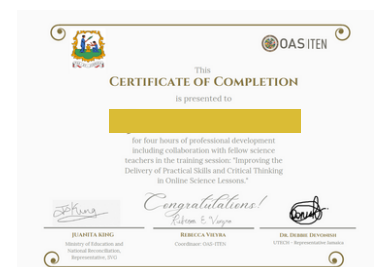 OAS ITEN
This
CERTIFICATE OF COMPLETION
is presented to
for four hours of professional development
including collaboration with fellow science
teachers in the training session: "Improving the
Delivery of Practical Skills and Critical Thinking
in Online Science Lessons."
Congratulations!
JUANITA KING
Ministry of Education and
National Reconciliation,
Representative, SVG
REBECCA VIEYRA
Coordinator OAS-ITEN
DR. DEBBIE DEVONISH
UTECH - Representative Jamaica